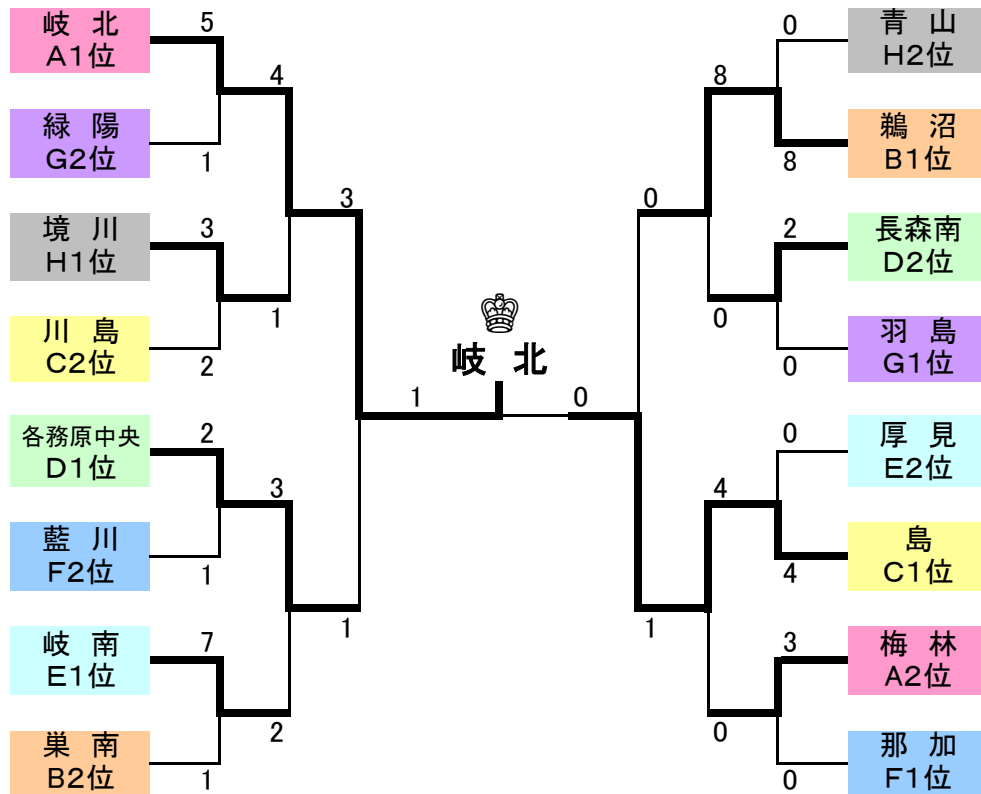 岐 北
A1位
緑 陽
G2位
境 川
H1位
川 島
C2位
各務原中央
D1位
藍 川
F2位
岐 南
E1位
巣 南
B2位
5
1
3
2
2
1
7
1
4
1
3
2
3
1
岐 北
1
0
0
1
8
0
4
0
0
8
2
0
0
4
3
0
青 山
H2位
鵜 沼
B1位
長森南
D2位
羽 島
G1位
厚 見
E2位
島
C1位
梅 林
A2位
那 加
F1位